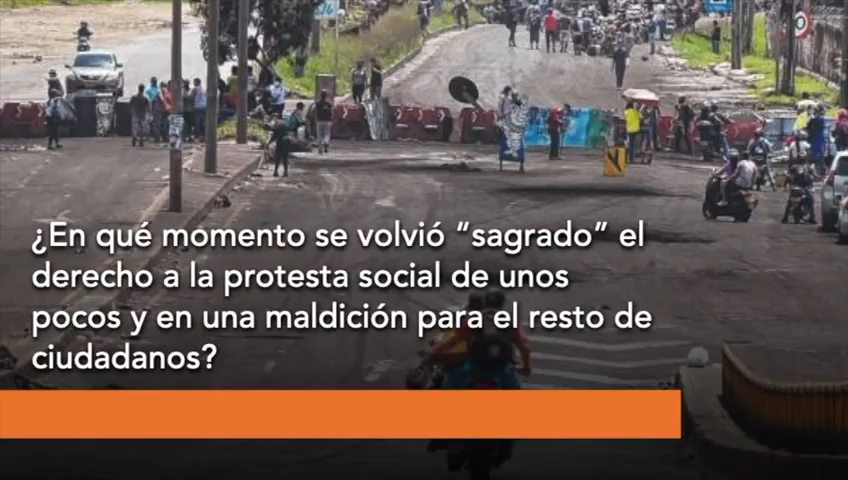 ¿En qué momento se volvió “sagrado” el
derecho a la protesta social de unos
pocos y en una maldición para el resto de
ciudadanos?